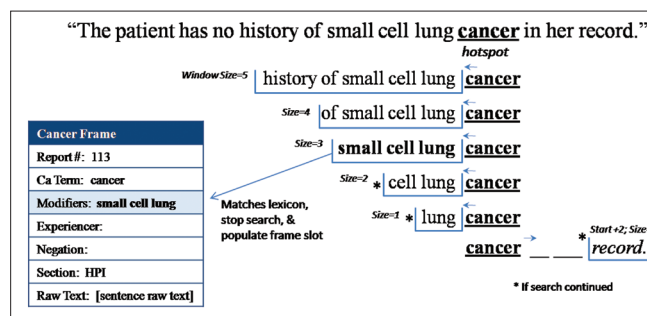 “The patient has no history of small cell lung cancer in her record.”
hotspot
Window Size=5 history of small cell lung cancer
Size=4 of small cell lung cancer
Size=3 small cell lung cancer
Size=2 * cell lung cancer
Size=1 * lung cancer
cancer __ __ * Start +2; Size=
record.
* If search continued
Matches lexicon,
stop search, &
populate frame slot
Cancer Frame
Report#: 113
Ca Term: cancer
Modifiers: small cell lung
Experiencer:
Negation:
Section: HPI
Raw Text: [sentence raw text]